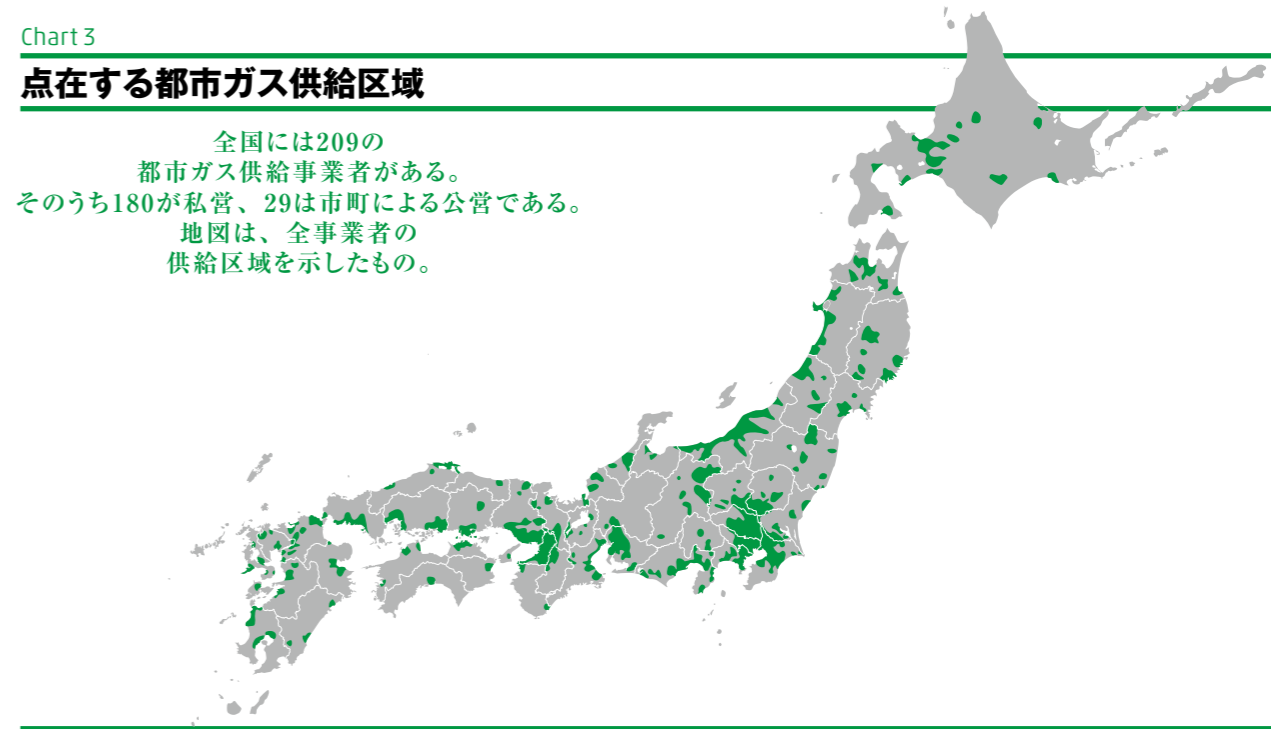 Chart 3
点在する都市ガス供給区域
全国には209の
都市ガス供給事業者がある。
そのうち180が私営、29は市町による公営である。
地図は、全事業者の
供給区域を示したもの。